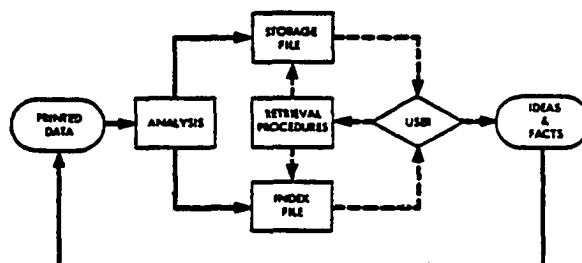 STORAGE
FILE
PRINTED
DATA
ANALYSIS
RETRIEVAL
PROCEDURES
USER
IDEAS
&
FACTS
INDEX
FILE